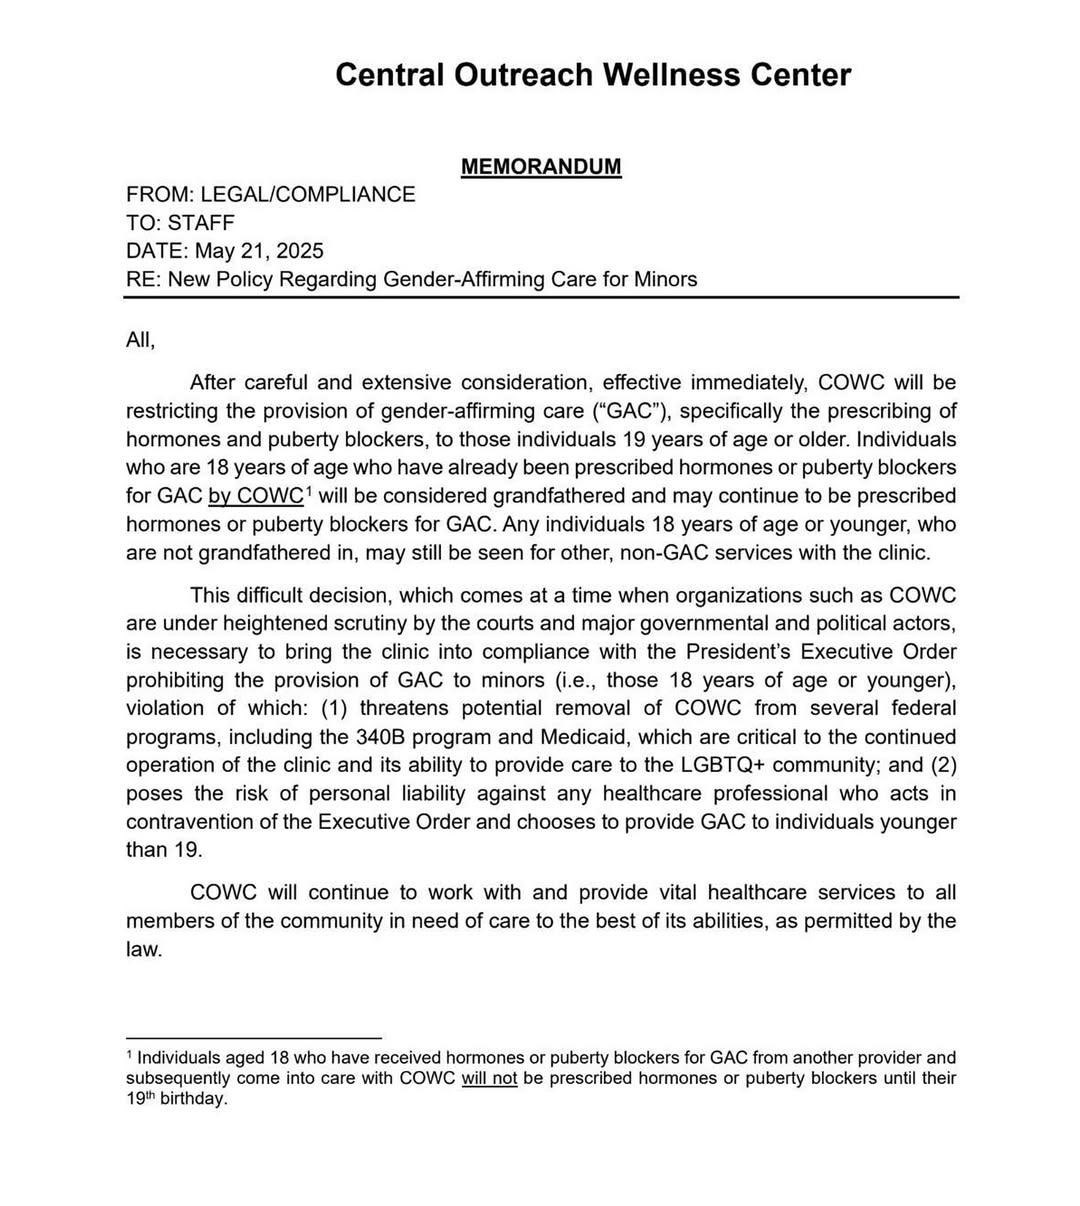 Central Outreach Wellness Center
MEMORANDUM
FROM: LEGAL/COMPLIANCE
TO: STAFF
DATE: May 21, 2025
RE: New Policy Regarding Gender-Affirming Care for Minors
All,
After careful and extensive consideration, effective immediately, COWC will be
restricting the provision of gender-affirming care (“GAC”), specifically the prescribing of
hormones and puberty blockers, to those individuals 19 years of age or older. Individuals
who are 18 years of age who have already been prescribed hormones or puberty blockers
for GAC by COWC¹ will be considered grandfathered and may continue to be prescribed
hormones or puberty blockers for GAC. Any individuals 18 years of age or younger, who
are not grandfathered in, may still be seen for other, non-GAC services with the clinic.
This difficult decision, which comes at a time when organizations such as COWC
are under heightened scrutiny by the courts and major governmental and political actors,
is necessary to bring the clinic into compliance with the President’s Executive Order
prohibiting the provision of GAC to minors (i.e., those 18 years of age or younger),
violation of which: (1) threatens potential removal of COWC from several federal
programs, including the 340B program and Medicaid, which are critical to the continued
operation of the clinic and its ability to provide care to the LGBTQ+ community; and (2)
poses the risk of personal liability against any healthcare professional who acts in
contravention of the Executive Order and chooses to provide GAC to individuals younger
than 19.
COWC will continue to work with and provide vital healthcare services to all
members of the community in need of care to the best of its abilities, as permitted by the
law.
¹ Individuals aged 18 who have received hormones or puberty blockers for GAC from another provider and
subsequently come into care with COWC will not be prescribed hormones or puberty blockers until their
19th birthday.